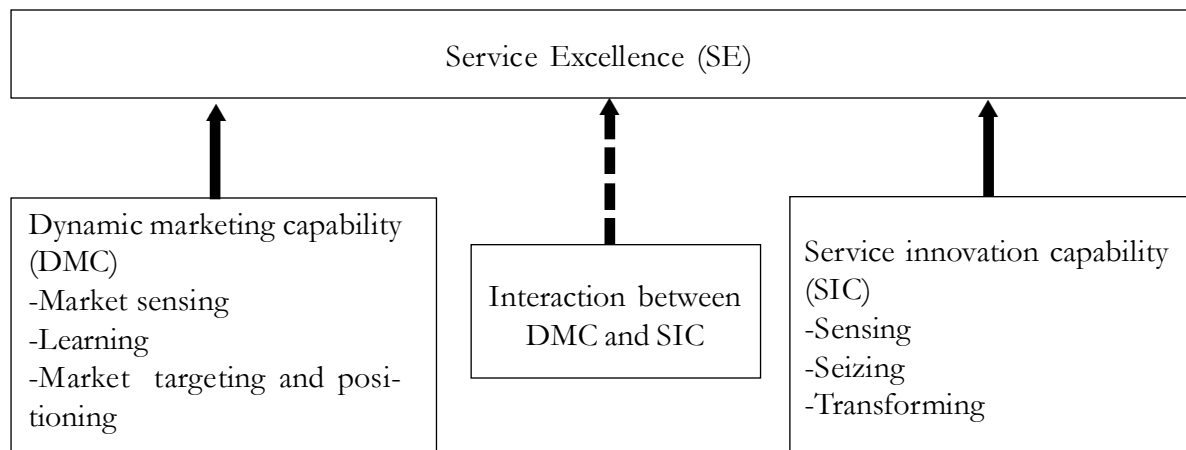 Service Excellence (SE)
Dynamic marketing capability
(DMC)
-Market sensing
-Learning
-Market targeting and posi-
tioning
Interaction between
DMC and SIC
Service innovation capability
(SIC)
-Sensing
-Seizing
-Transforming